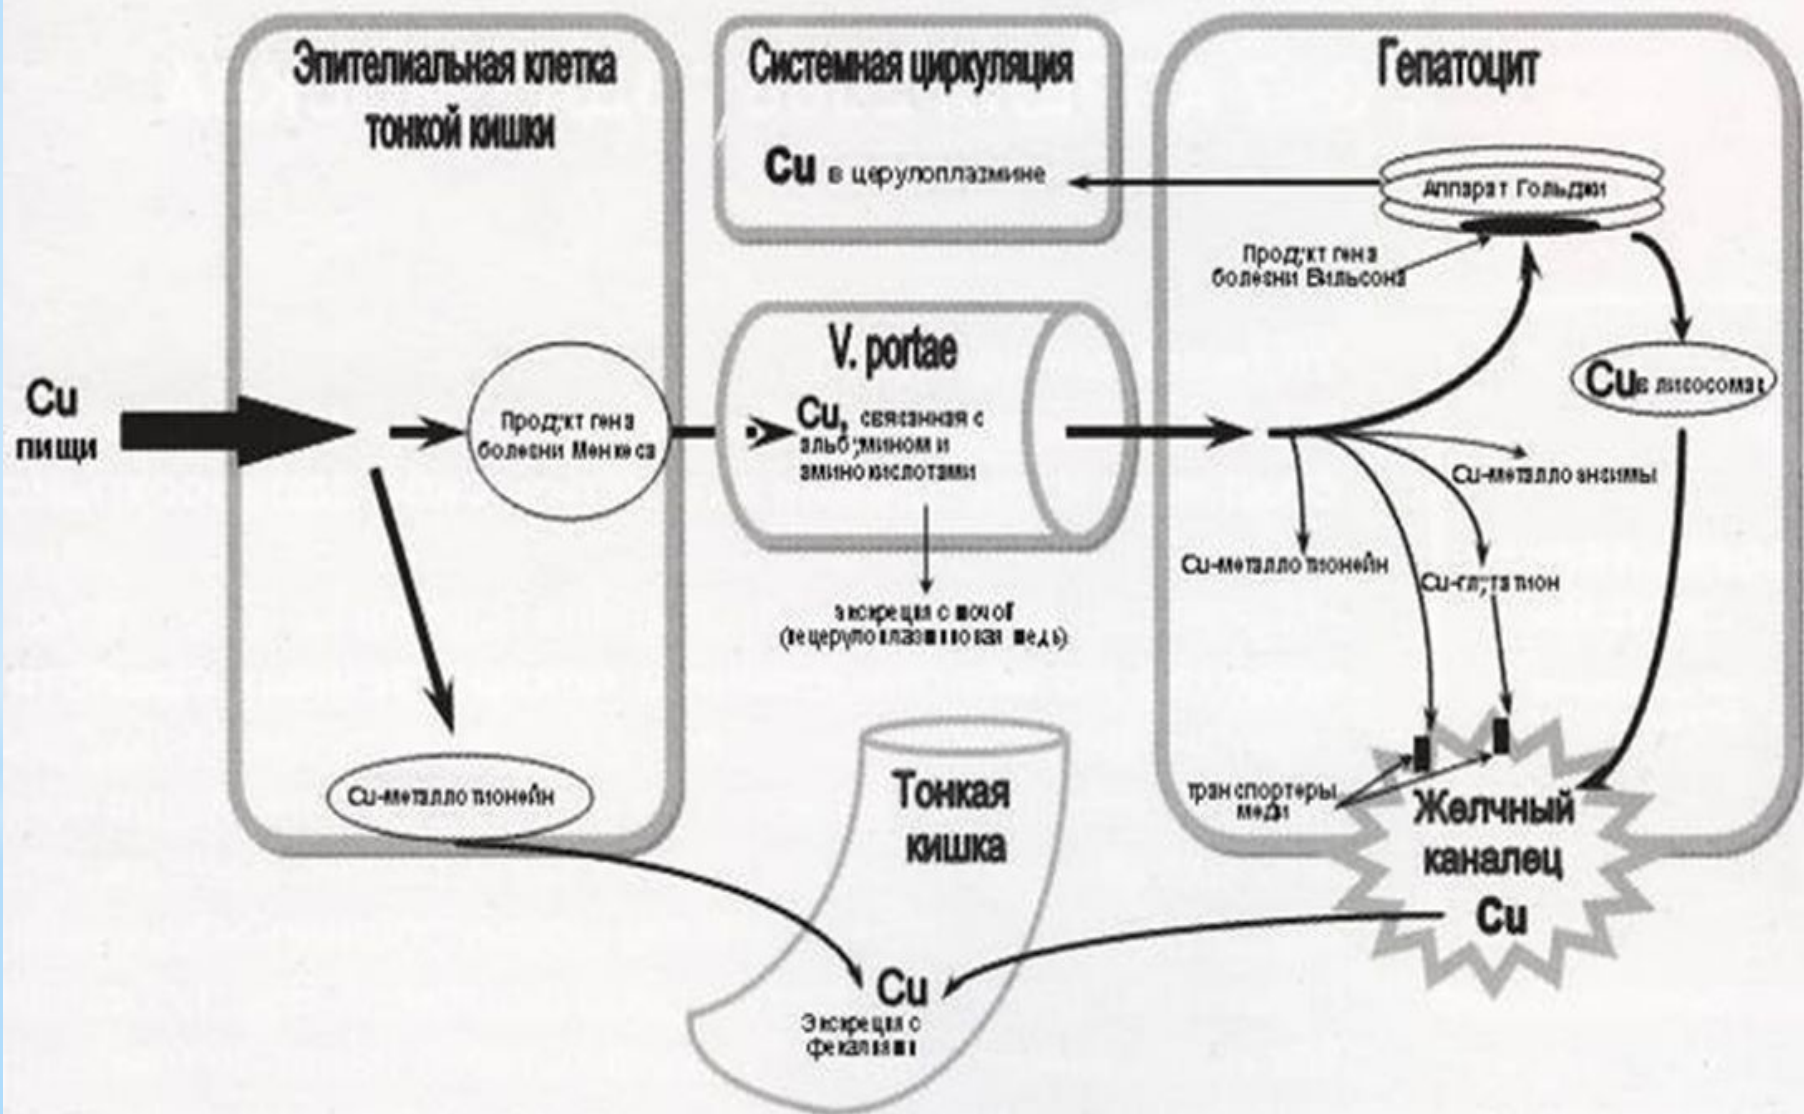 Эпителиальная клетка
тонкой кишки
Cu
пищи
Продукт гена
болезни Менкеса
Cu-металлотионейн
Системная циркуляция
Cu в церулоплазмине
V. portae
Cu, связанная с
альбумином и
аминокислотами
экскреция с мочой
(нецерулоплазминовая медь)
Тонкая
кишка
Cu
Экскреция с
фекалиями
Гепатоцит
Аппарат Гольджи
Продукт гена
болезни Вильсона
Cu в лизосомах
Cu-металлоэнзимы
Cu-металлотионейн
Cu-глутатион
транспортеры
меди
Желчный
каналец
Cu